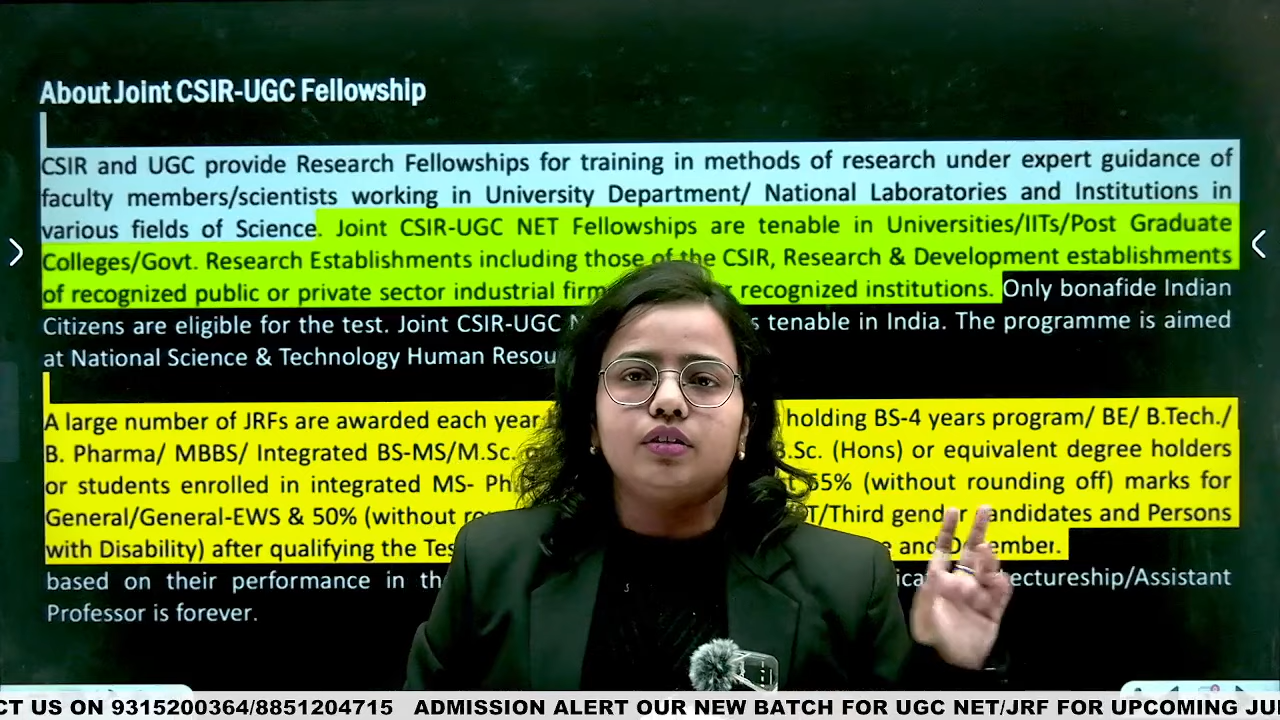 About Joint CSIR-UGC Fellowship
CSIR and UGC provide Research Fellowships for training in methods of research under expert guidance of
faculty members/scientists working in University Department/ National Laboratories and Institutions in
various fields of Science. Joint CSIR-UGC NET Fellowships are tenable in Universities/IITs/Post Graduate
Colleges/Govt. Research Establishments including those of the CSIR, Research & Development establishments
of recognized public or private sector industrial firm recognized institutions. Only bonafide Indian
Citizens are eligible for the test. Joint CSIR-UGC tenable in India. The programme is aimed
at National Science & Technology Human
A large number of JRFs are awarded each year holding BS-4 years program/ BE/ B.Tech./
B. Pharma/ MBBS/ Integrated BS-MS/M.Sc. (Hons) or equivalent degree holders
or students enrolled in integrated MS- 55% (without rounding off) marks for
General/General-EWS & 50% (without gender candidates and Persons
with Disability) after qualifying the and December.
based on their performance in Lectureship/Assistant
Professor is forever.
US ON 9315200364/8851204715 ADMISSION ALERT OUR NEW BATCH FOR UGC NET/JRF FOR UPCOMING